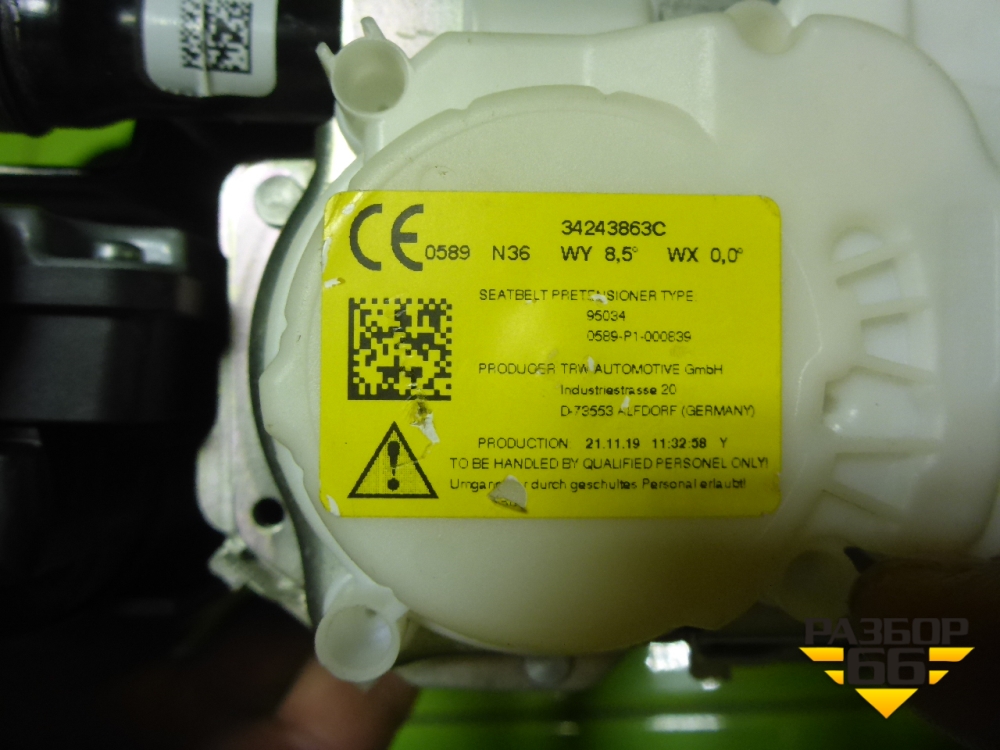 34243863C
CE 0589 N36 WY 8,5° WX 0,0°
SEATBELT PRETENSIONER TYPE
95034
0589-P1-000839
PRODUCER TRW AUTOMOTIVE GmbH
Industriestrasse 20
D-73553 ALFDORF (GERMANY)
PRODUCTION 21.11.19 11:32:58 Y
TO BE HANDLED BY QUALIFIED PERSONEL ONLY!
durch geschultes Personal erlaubt!
РАЗБОР
66